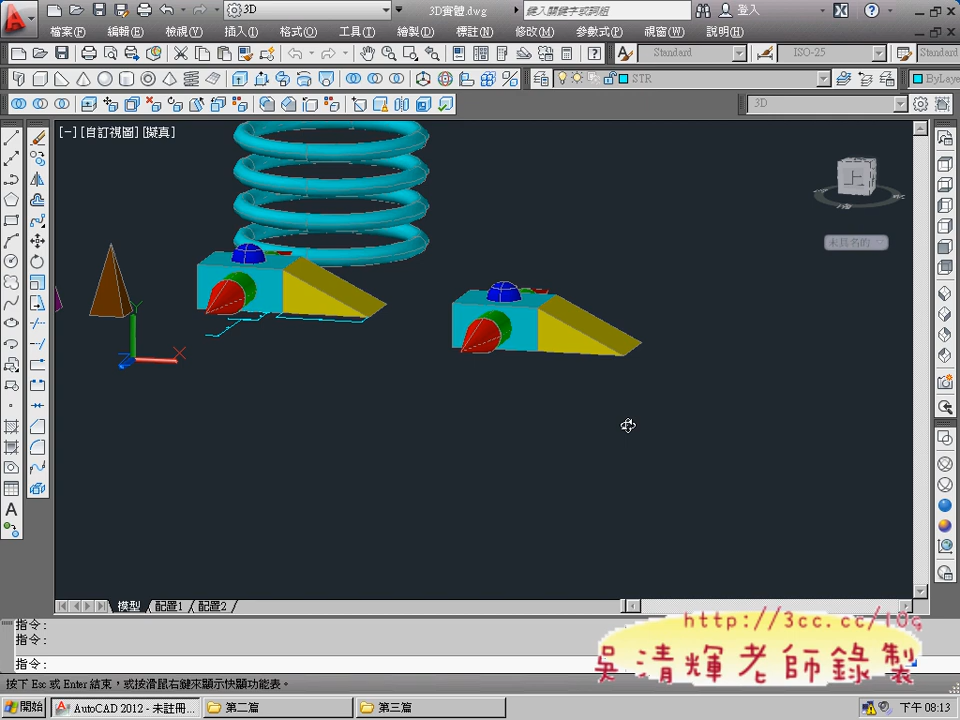 3D
3D實體.dwg
鍵入關鍵字或詞組
登入
檔案(F) 編輯(E) 檢視(V) 插入(I) 格式(O) 工具(T) 繪製(D) 標註(N) 修改(M) 參數式(P) 視窗(W) 說明(H)
Standard
ISO-25
Standard
STR
ByLaye
3D
[-] [自訂視圖] [擬真]
上
未具名的
Y
X
Z
模型 / 配置1 / 配置2 /
指令:
指令:
http://3cc.cc/10q
吳清輝老師錄製
指令:
按下 Esc 或 Enter 結束，或按滑鼠右鍵來顯示快顯功能表。
開始
AutoCAD 2012 - 未註冊...
第二篇
第三篇
下午 08:13